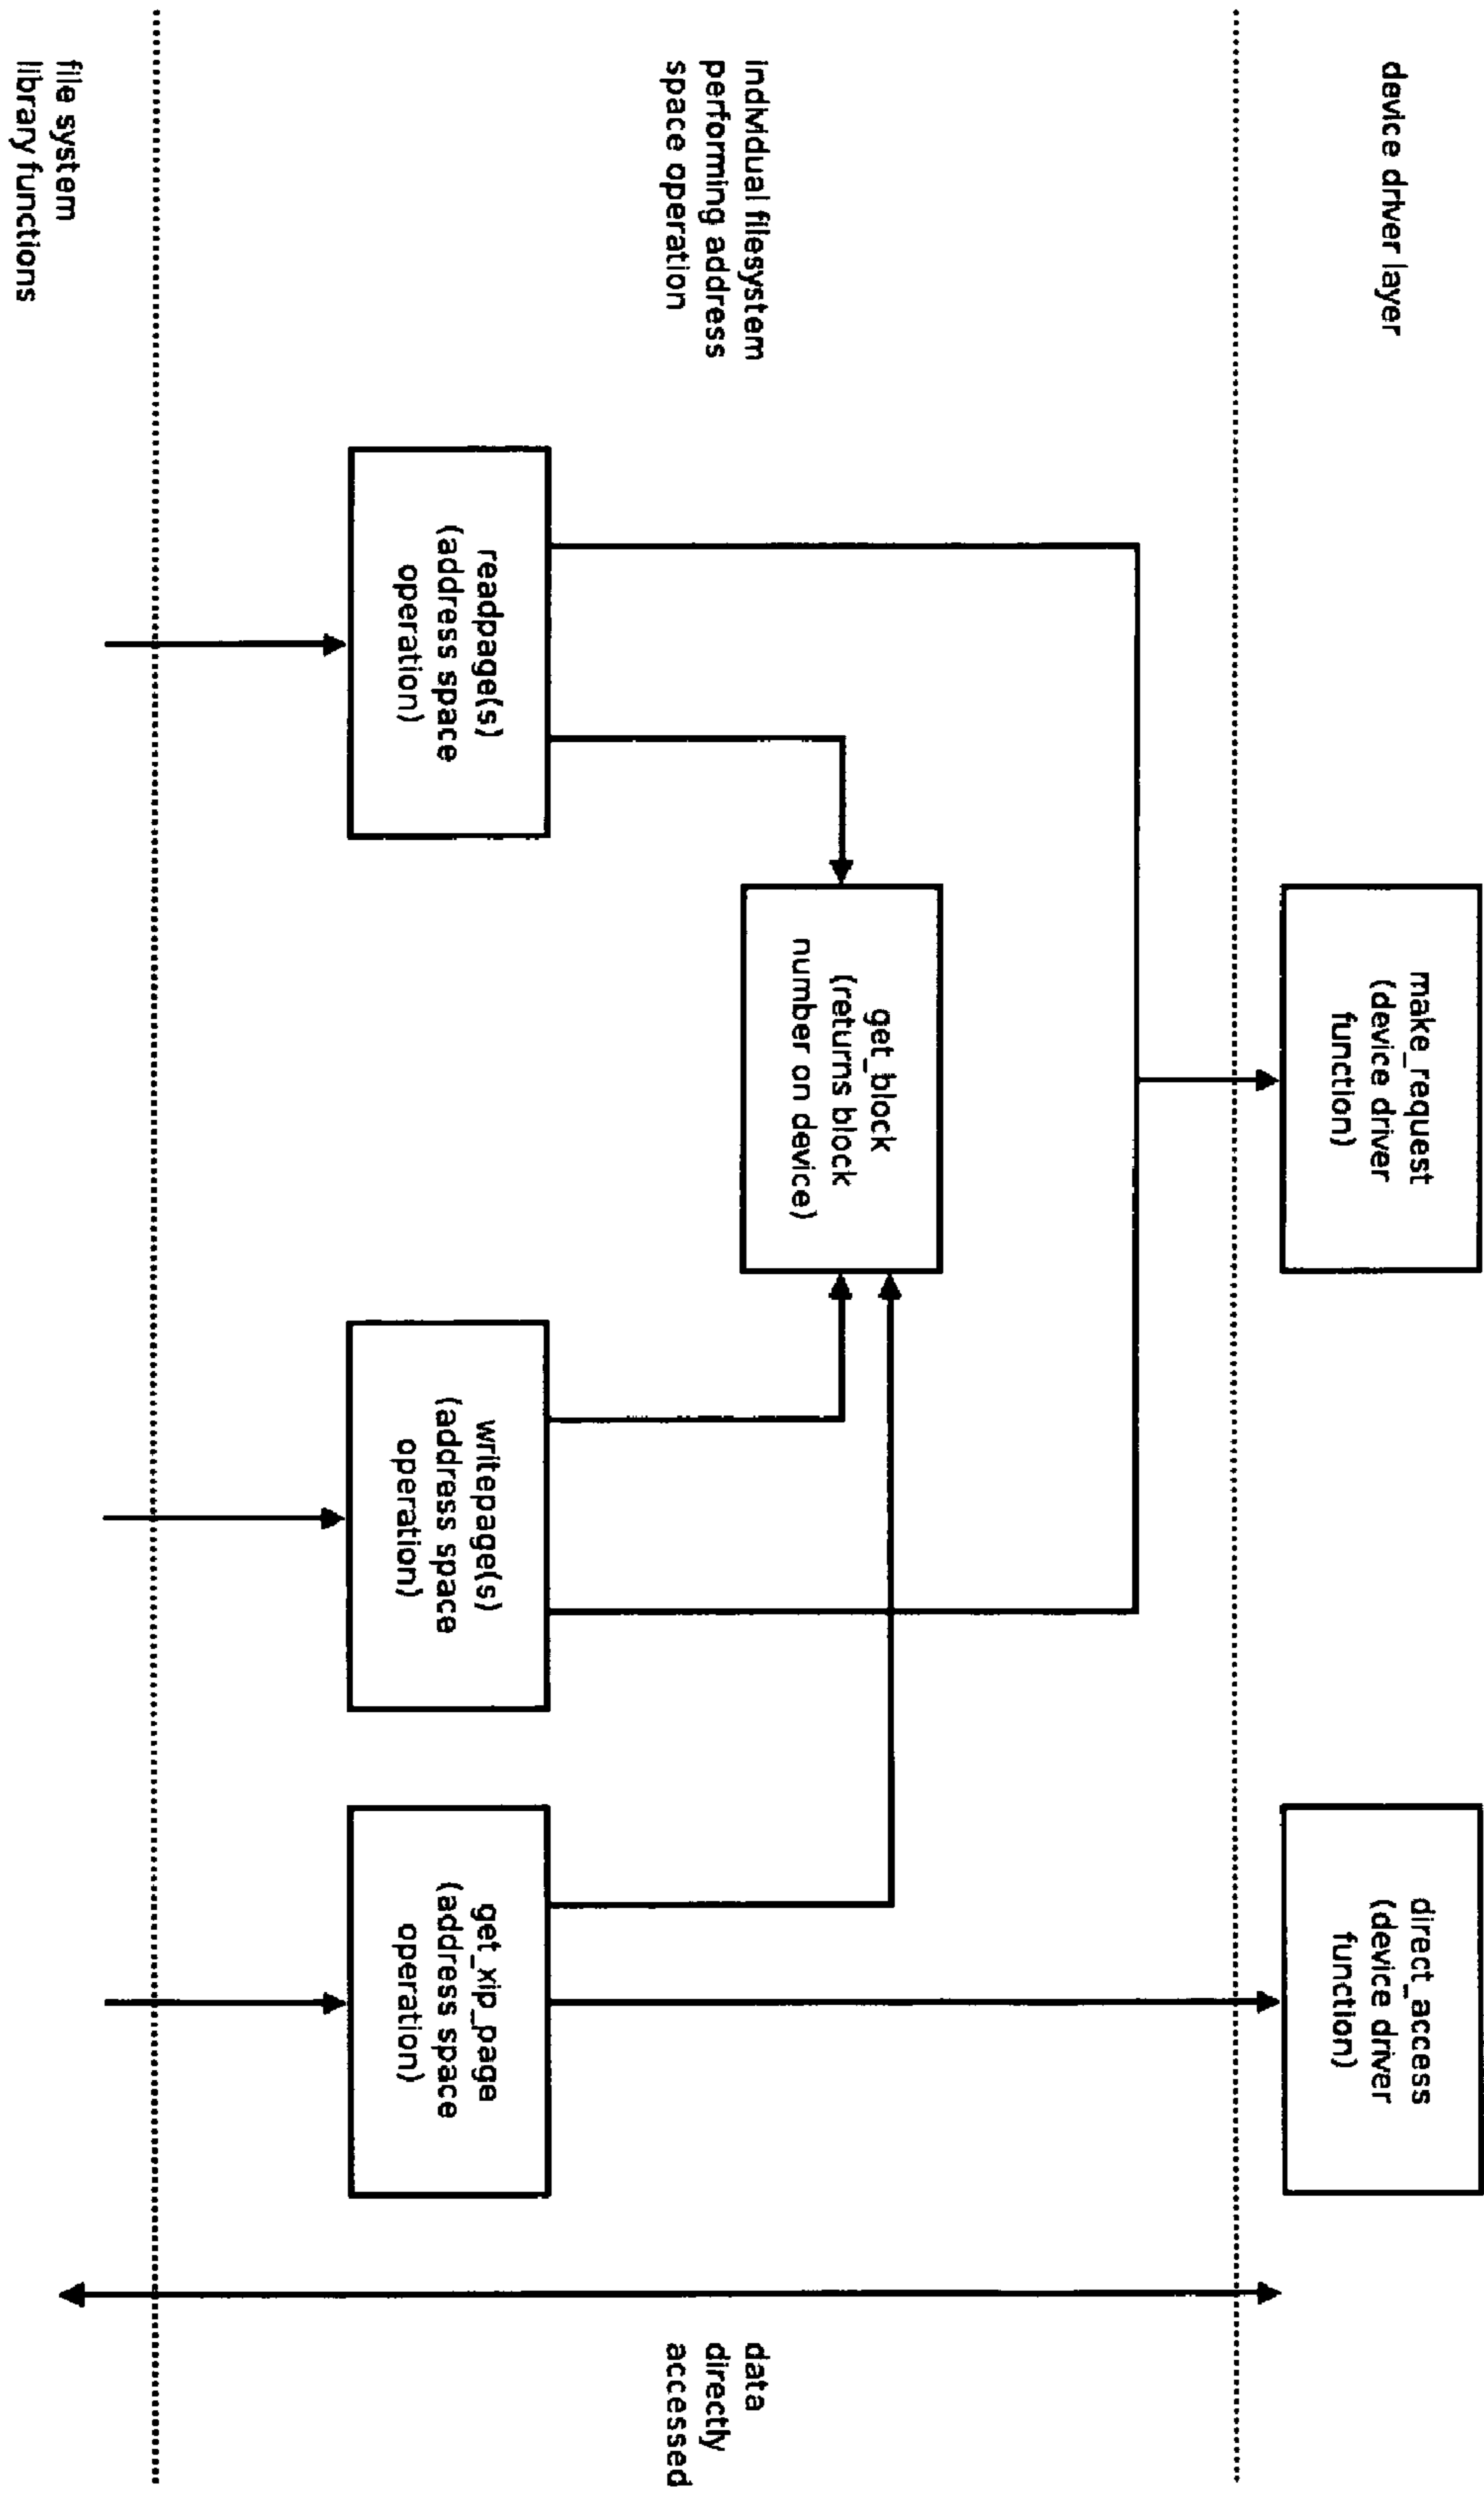 device driver layer
make_request
(device driver
function)
direct_access
(device driver
function)
individual filesystem
performing address
space operation
get_block
(returns block
number on device)
data
directly
accessed
readpage(s)
(address space
operation)
writepage(s)
(address space
operation)
get_xip_page
(address space
operation)
file system
library functions